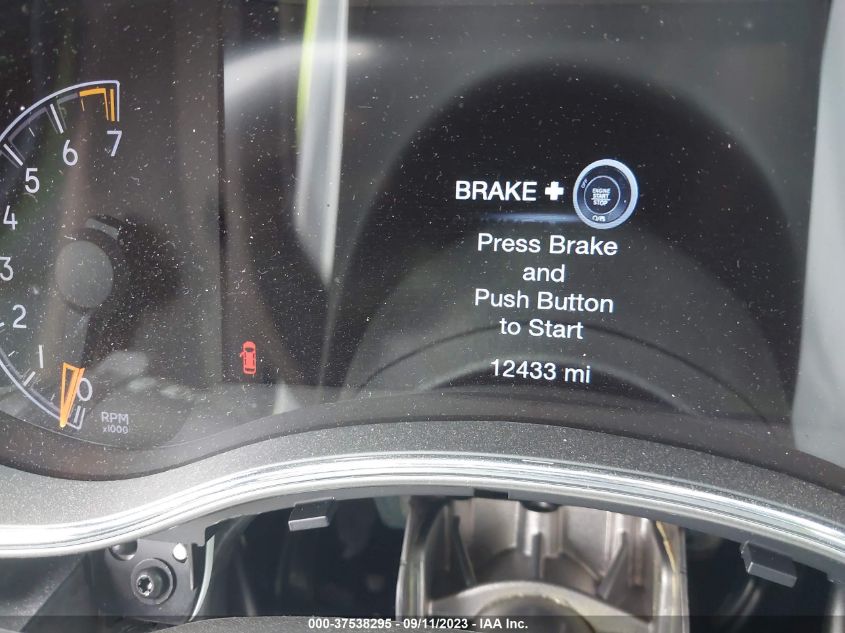 7
6
5
4
3
2
1
0
RPM
x1000
BRAKE +
OFF
ENGINE
START
STOP
Press Brake
and
Push Button
to Start
12433 mi
000-37538295 - 09/11/2023 - IAA Inc.